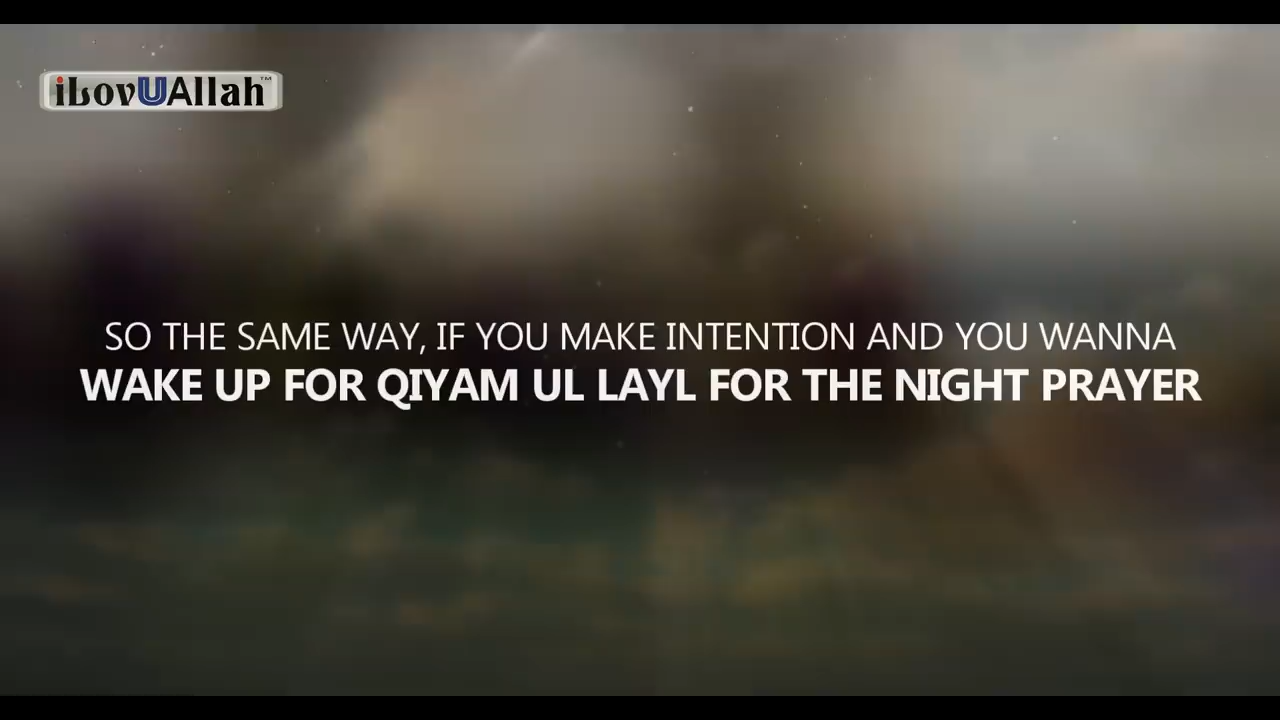 iLovUAllah™
SO THE SAME WAY, IF YOU MAKE INTENTION AND YOU WANNA
WAKE UP FOR QIYAM UL LAYL FOR THE NIGHT PRAYER